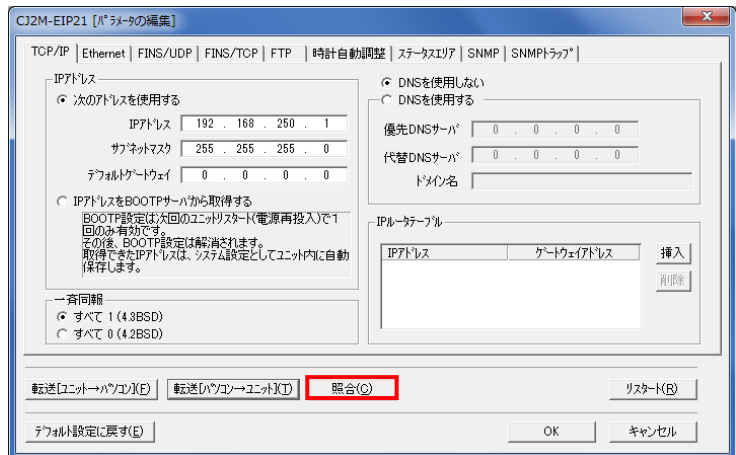 CJ2M-EIP21 [ﾊﾟﾗﾒｰﾀの編集]
TCP/IP Ethernet FINS/UDP FINS/TCP FTP 時計自動調整 ｽﾃｰﾀｽｴﾘｱ SNMP SNMPﾄﾗｯﾌﾟ
IPｱﾄﾞﾚｽ
次のｱﾄﾞﾚｽを使用する
IPｱﾄﾞﾚｽ 192 . 168 . 250 . 1
ｻﾌﾞﾈｯﾄﾏｽｸ 255 . 255 . 255 . 0
ﾃﾞﾌｫﾙﾄｹﾞｰﾄｳｪｲ 0 . 0 . 0 . 0
IPｱﾄﾞﾚｽをBOOTPｻｰﾊﾞから取得する
BOOTP設定は次回のﾕﾆｯﾄﾘｽﾀｰﾄ(電源再投入)で1
回のみ有効です。
その後、BOOTP設定は解消されます。
取得できたIPｱﾄﾞﾚｽは、ｼｽﾃﾑ設定としてﾕﾆｯﾄ内に自動
保存します。
一斉同報
すべて 1 (4.3BSD)
すべて 0 (4.2BSD)
DNSを使用しない
DNSを使用する
優先DNSｻｰﾊﾞ 0 . 0 . 0 . 0
代替DNSｻｰﾊﾞ 0 . 0 . 0 . 0
ﾄﾞﾒｲﾝ名
IPﾙｰﾀﾃｰﾌﾞﾙ
IPｱﾄﾞﾚｽ ｹﾞｰﾄｳｪｲｱﾄﾞﾚｽ
挿入
削除
転送[ﾕﾆｯﾄ→ﾊﾟｿｺﾝ](F) 転送[ﾊﾟｿｺﾝ→ﾕﾆｯﾄ](T) 照合(C) ﾘｽﾀｰﾄ(R)
ﾃﾞﾌｫﾙﾄ設定に戻す(E) OK ｷｬﾝｾﾙ